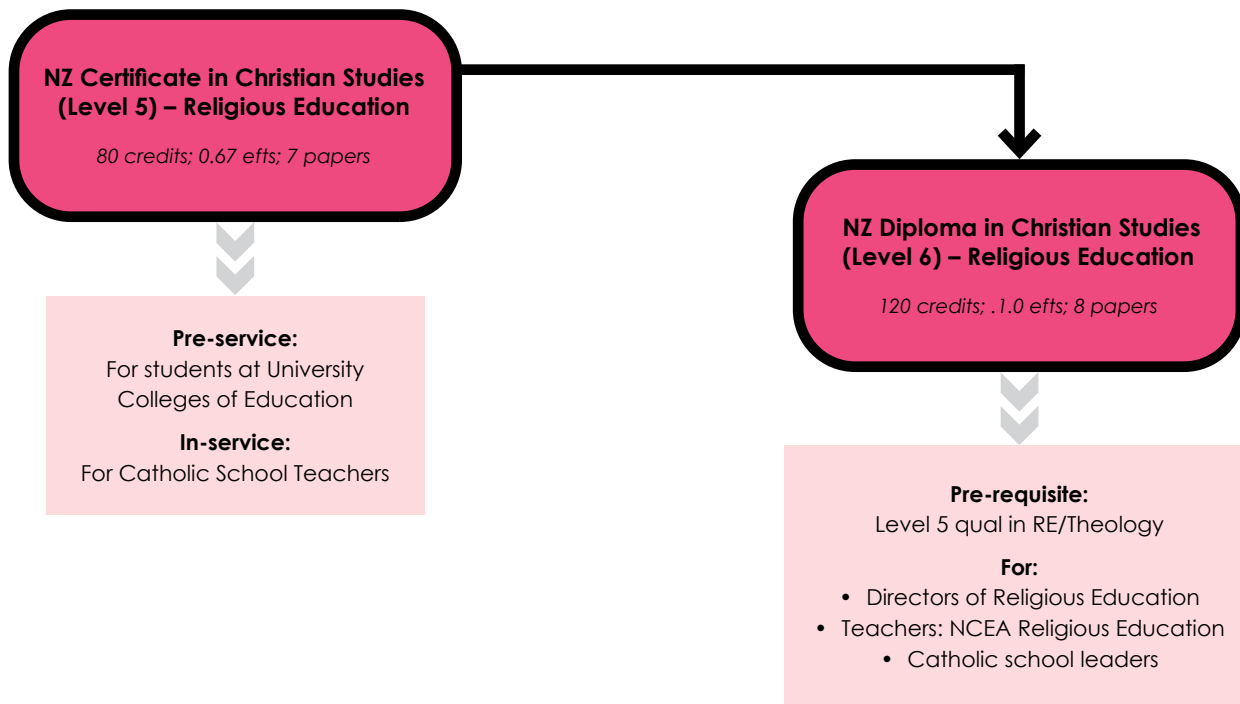 NZ Certificate in Christian Studies
(Level 5) – Religious Education
80 credits; 0.67 efts; 7 papers
Pre-service:
For students at University
Colleges of Education
In-service:
For Catholic School Teachers
NZ Diploma in Christian Studies
(Level 6) – Religious Education
120 credits; .1.0 efts; 8 papers
Pre-requisite:
Level 5 qual in RE/Theology
For:
• Directors of Religious Education
• Teachers: NCEA Religious Education
• Catholic school leaders